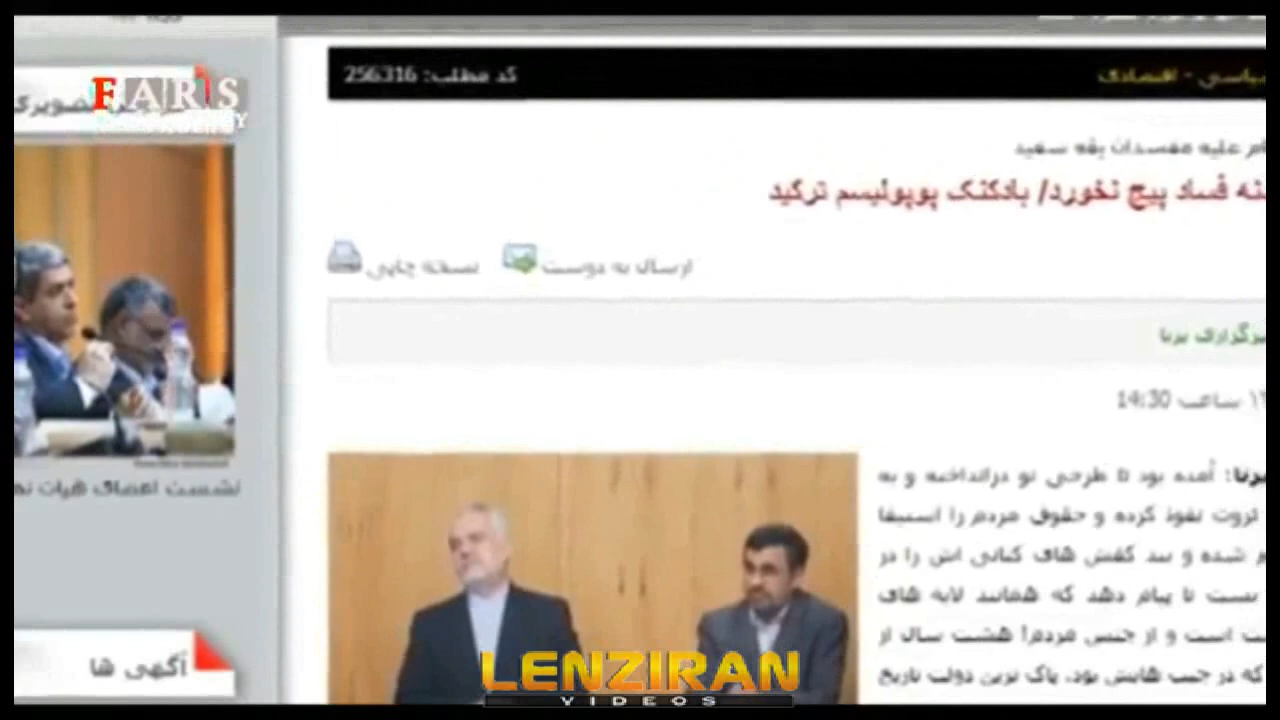 FARS
کد مطلب: 256316
سیاسی - اقتصادی
علیه مفسدان یقه سفید
فساد پیچ نخورد/ بادکنک پوپولیسم ترکید
ارسال به دوست
نسخه چاپی
برنا
ساعت 14:30
آمده بود تا طرحی نو دراندازد و به
ثروت نفوذ کرده و حقوق مردم را استیفا
شده و بند کفش های کتانی اش را در
بست تا پیام دهد که همانند لایه های
است و از جنس مردم! هشت سال از
که در جیب هایش بود، پاک ترین دولت تاریخ
نشست اعضای هیات
آگهی ها
LENZIRAN
VIDEOS